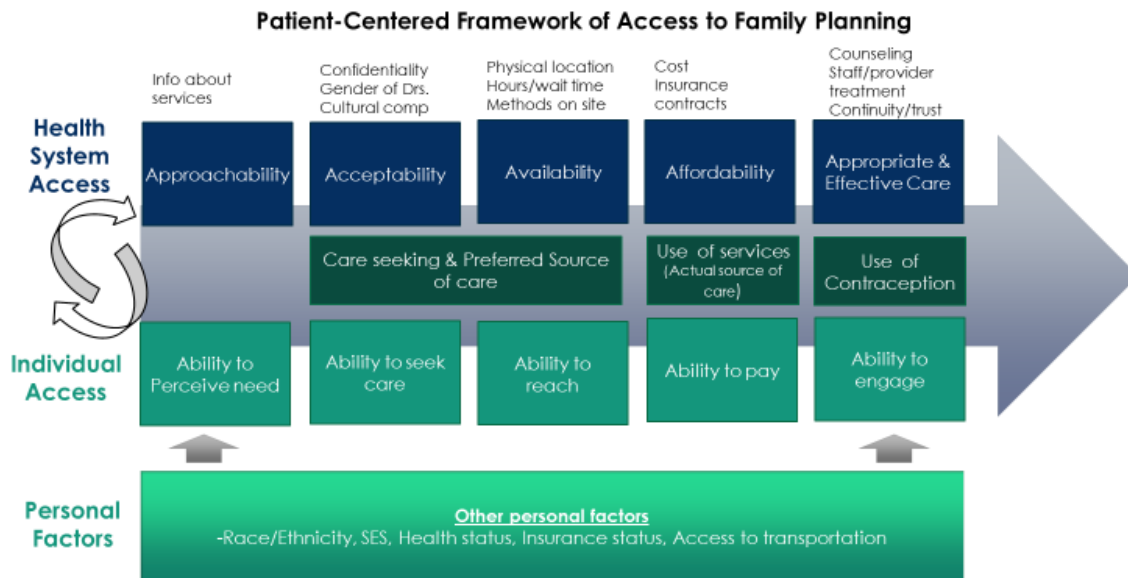 Patient-Centered Framework of Access to Family Planning
Info about
services
Confidentiality
Gender of Drs.
Cultural comp
Physical location
Hours/wait time
Methods on site
Cost
Insurance
contracts
Counseling
Staff/provider
treatment
Continuity/trust
Health
System
Access
Approachability
Acceptability
Availability
Affordability
Appropriate &
Effective Care
Care seeking & Preferred Source
of care
Use of services
(Actual source of
care)
Use of
Contraception
Individual
Access
Ability to
Perceive need
Ability to seek
care
Ability to
reach
Ability to pay
Ability to
engage
Personal
Factors
Other personal factors
-Race/Ethnicity, SES, Health status, Insurance status, Access to transportation